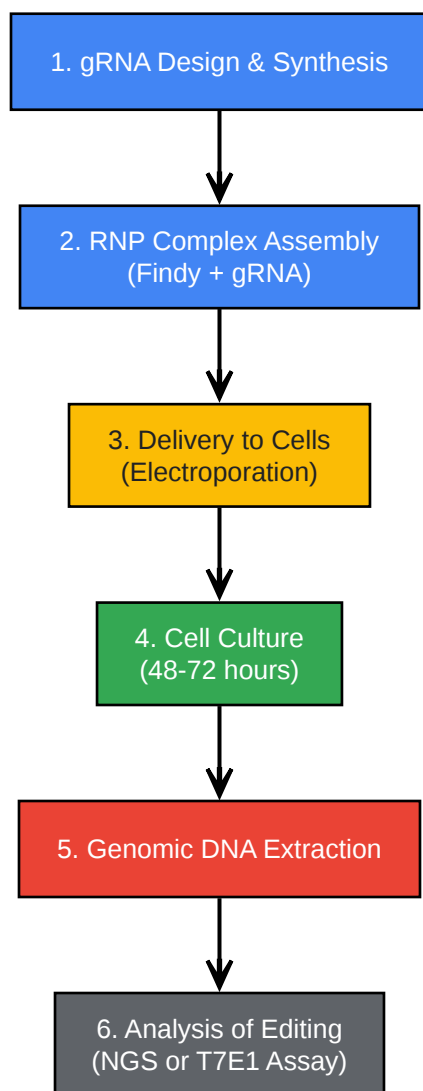 1. gRNA Design & Synthesis
2. RNP Complex Assembly
(Findy + gRNA)
3. Delivery to Cells
(Electroporation)
4. Cell Culture
(48-72 hours)
5. Genomic DNA Extraction
6. Analysis of Editing
(NGS or T7E1 Assay)